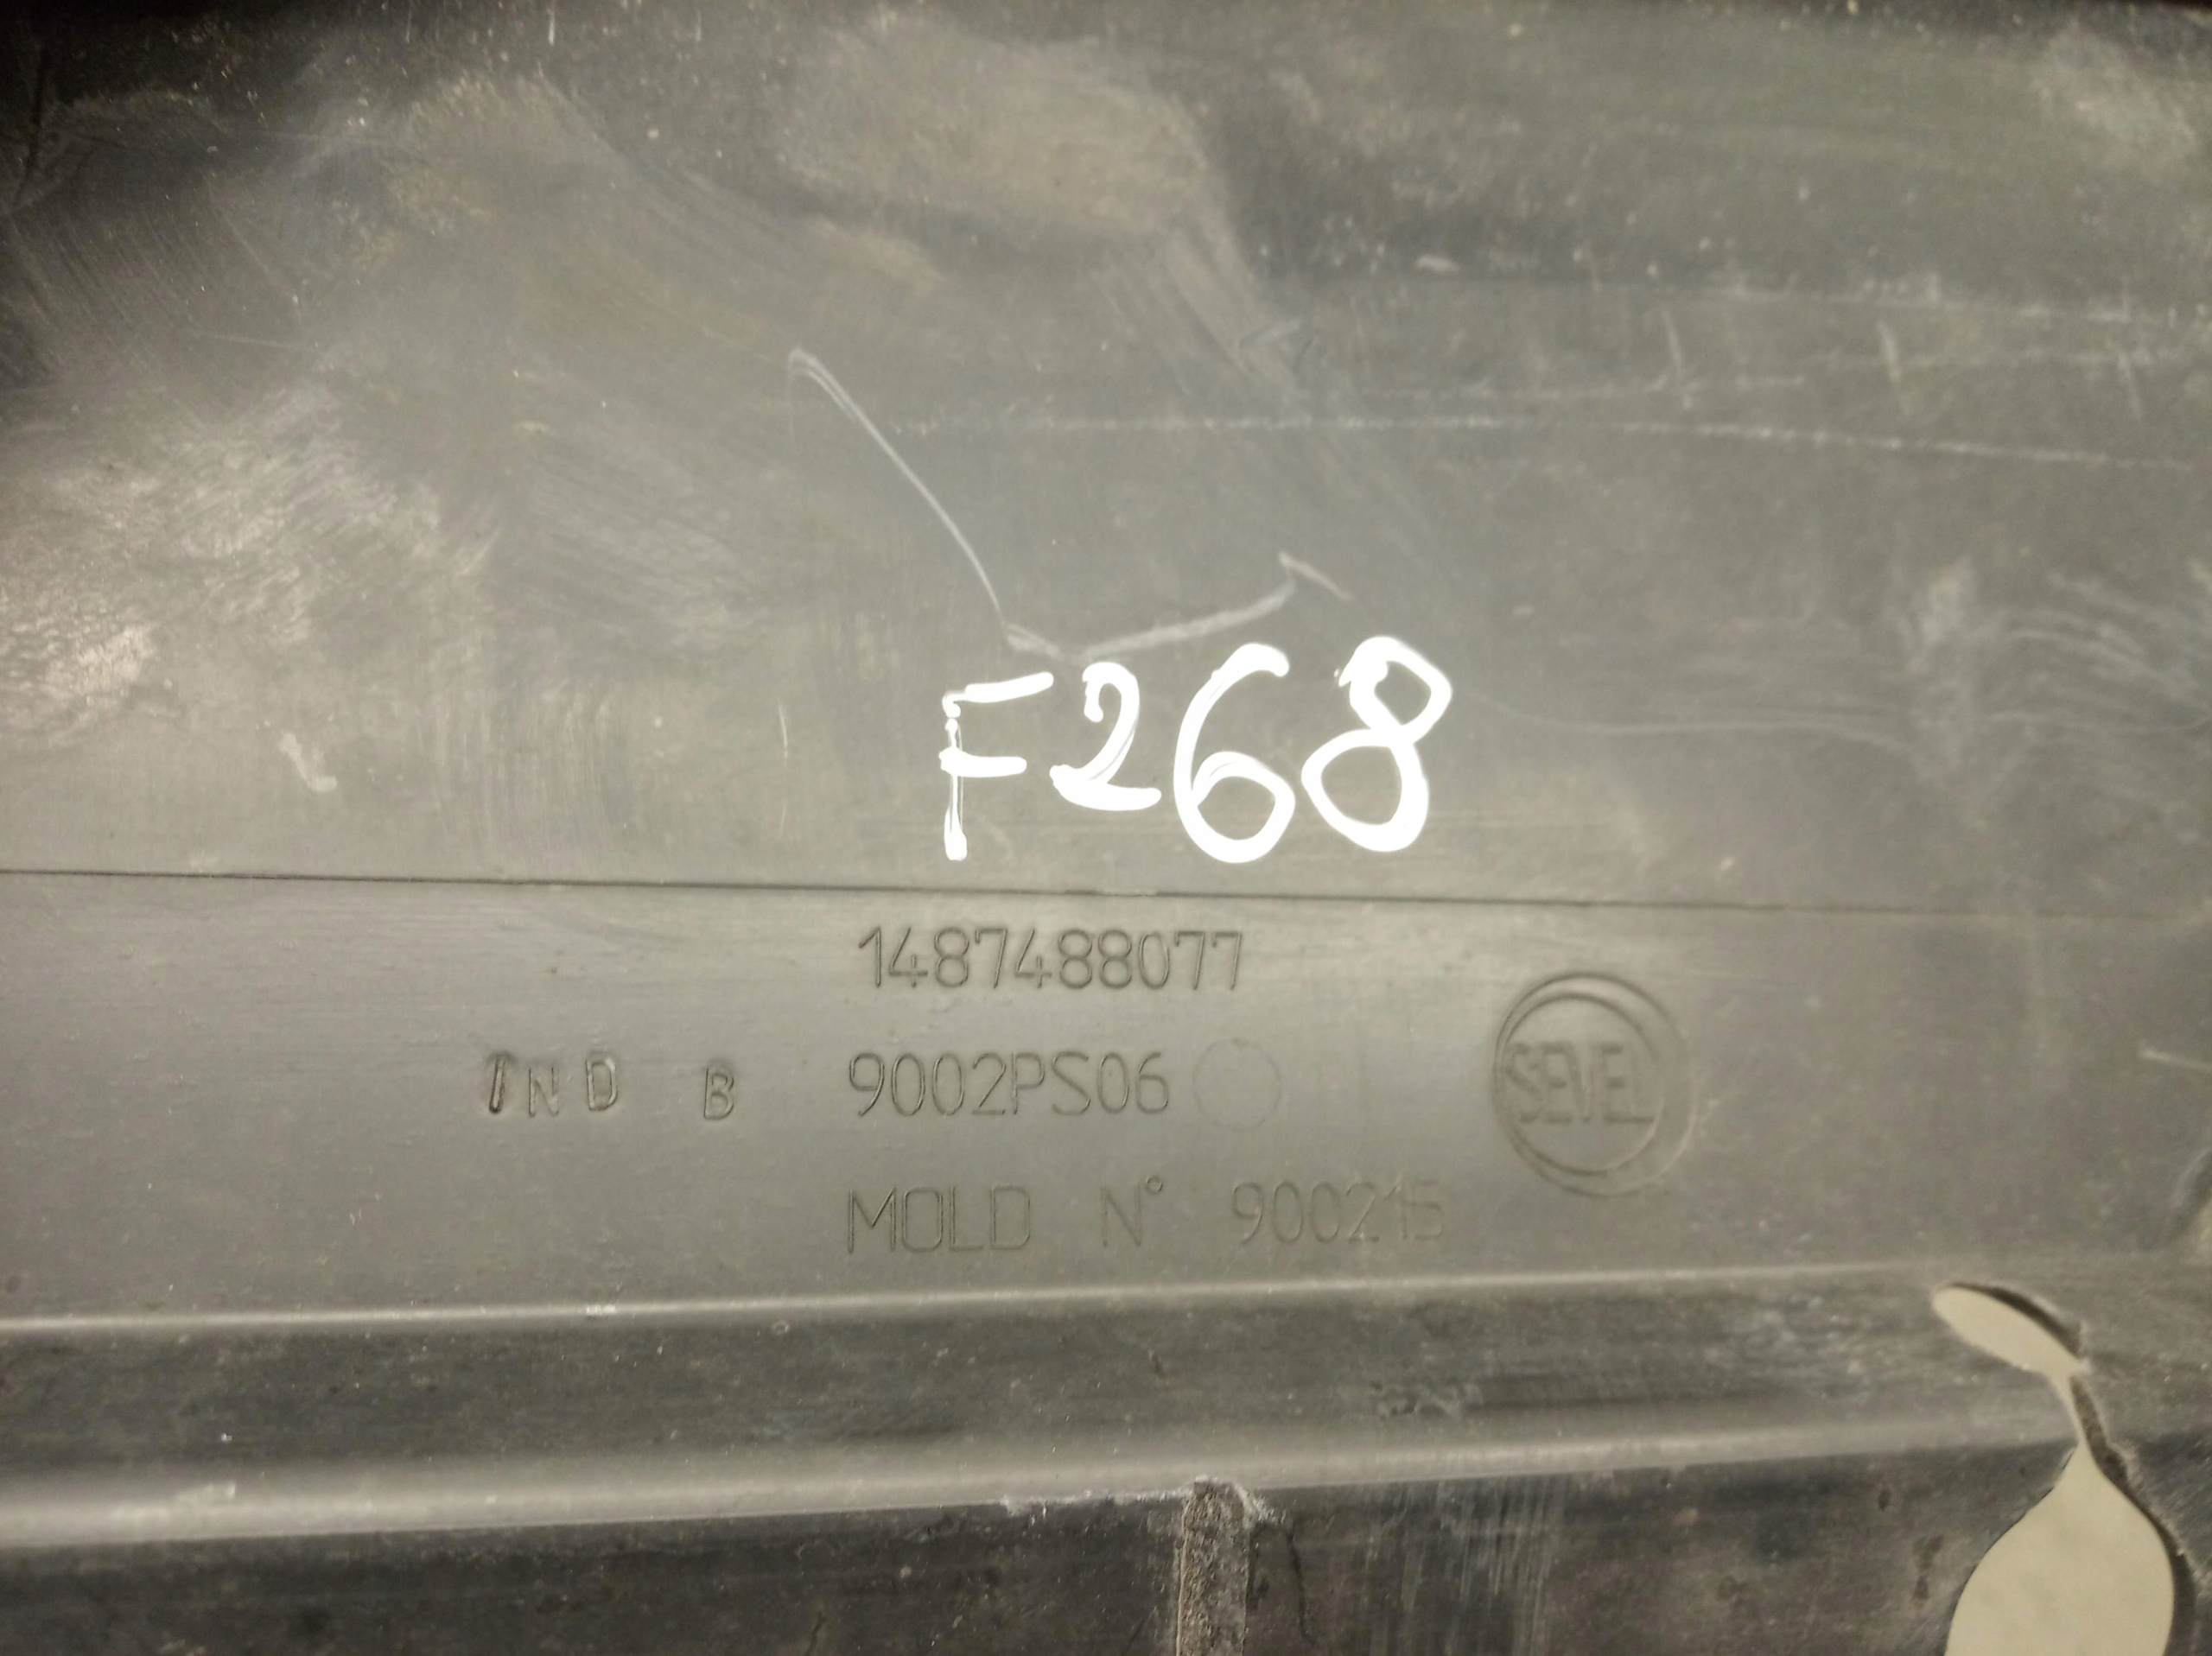 F268
1487488077
IND B 9002PS06
SEVEL
MOLD N° 900215